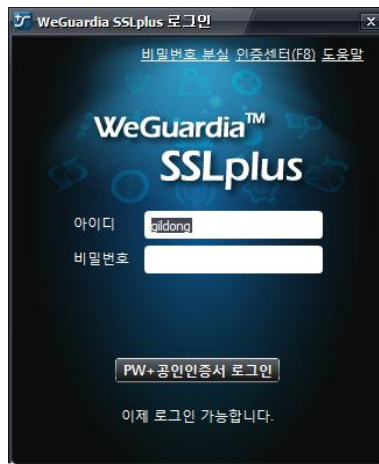 WeGuardia SSLplus 로그인
비밀번호 분실 인증센터(F8) 도움말
WeGuardia™
SSLplus
아이디 gildong
비밀번호
PW+공인인증서 로그인
이제 로그인 가능합니다.